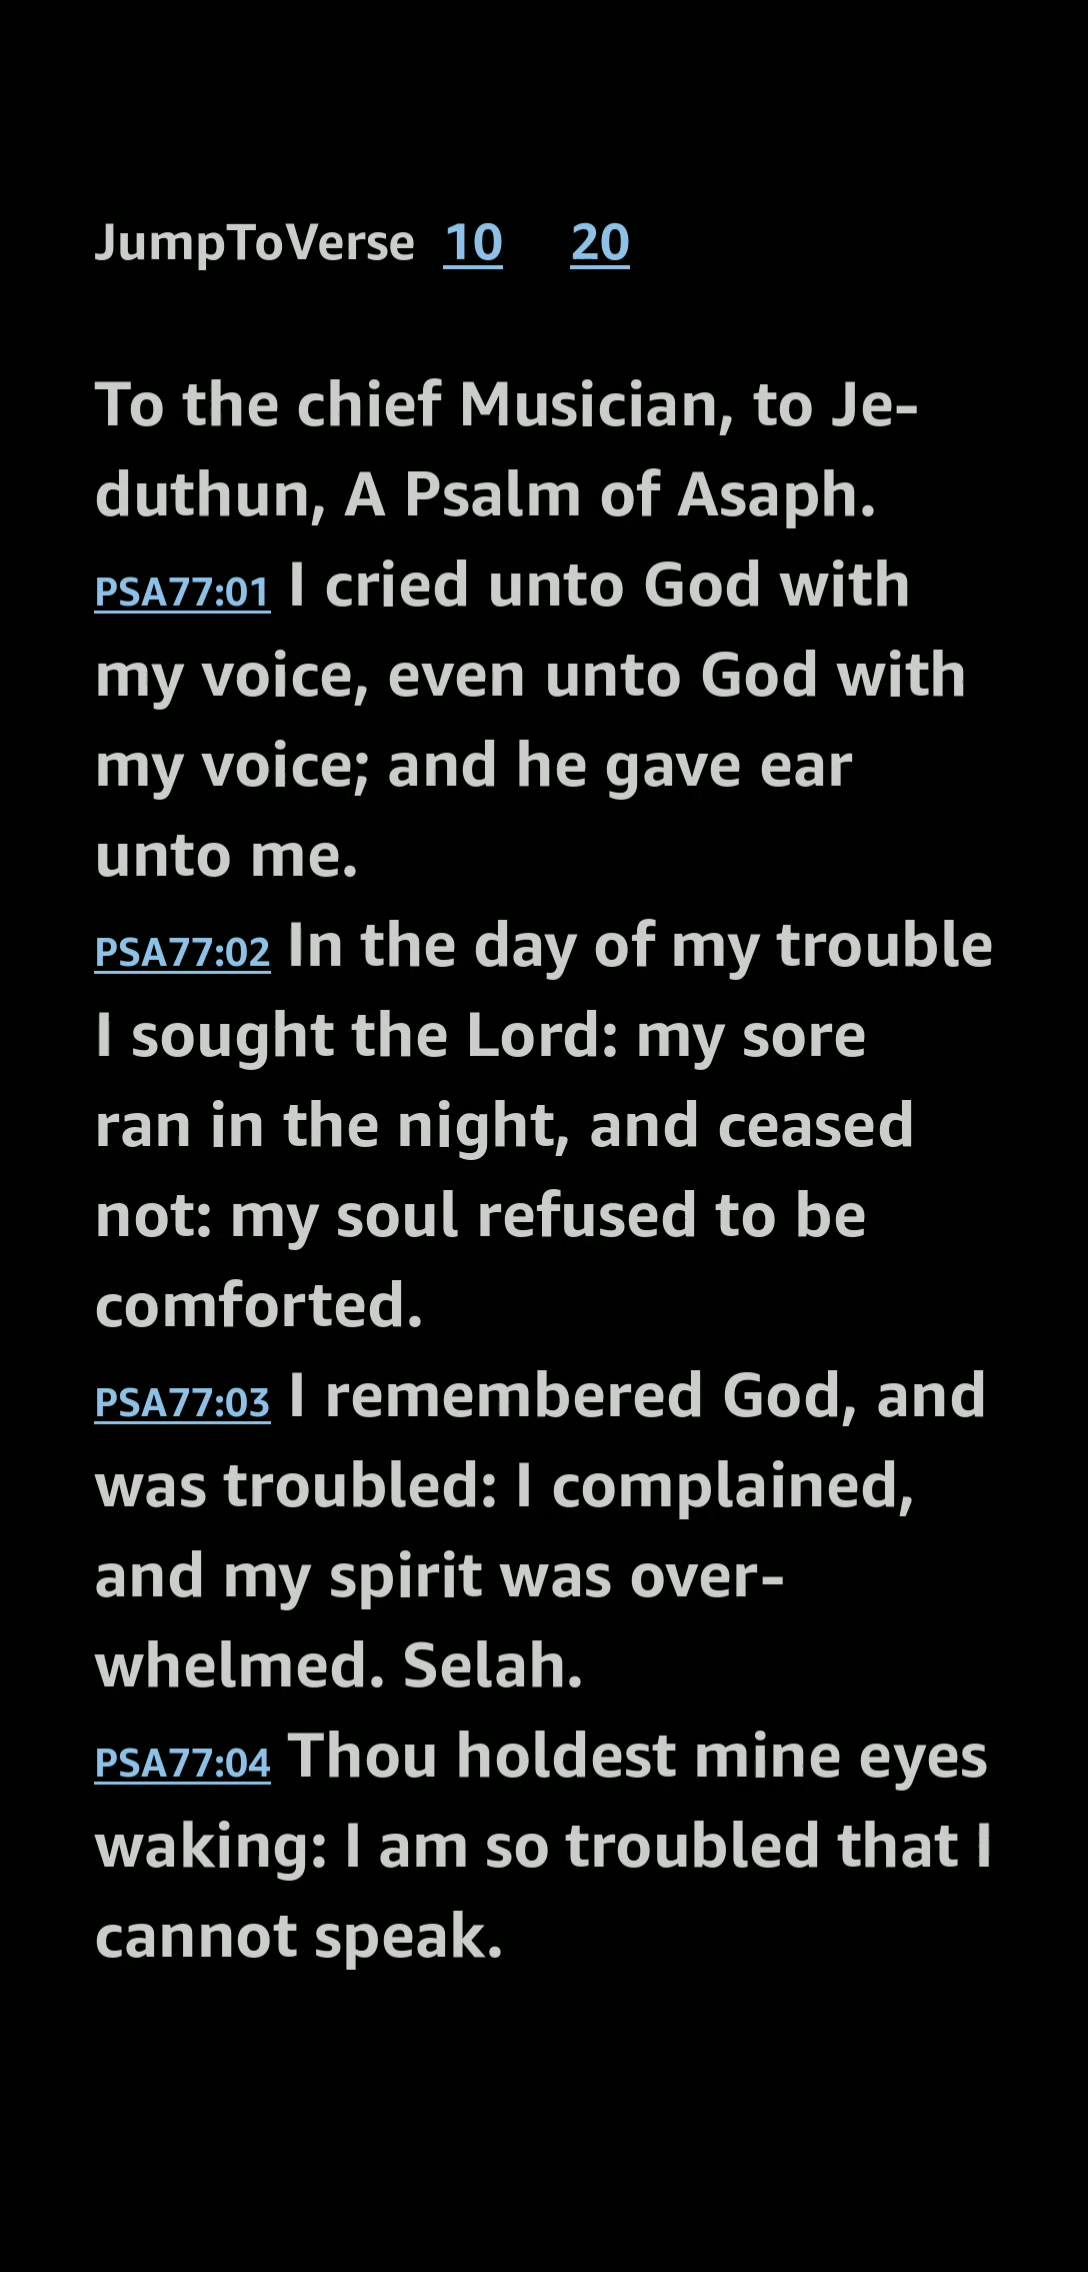 JumpToVerse 10 20
To the chief Musician, to Je-
duthun, A Psalm of Asaph.
PSA77:01 I cried unto God with
my voice, even unto God with
my voice; and he gave ear
unto me.
PSA77:02 In the day of my trouble
I sought the Lord: my sore
ran in the night, and ceased
not: my soul refused to be
comforted.
PSA77:03 I remembered God, and
was troubled: I complained,
and my spirit was over-
whelmed. Selah.
PSA77:04 Thou holdest mine eyes
waking: I am so troubled that I
cannot speak.